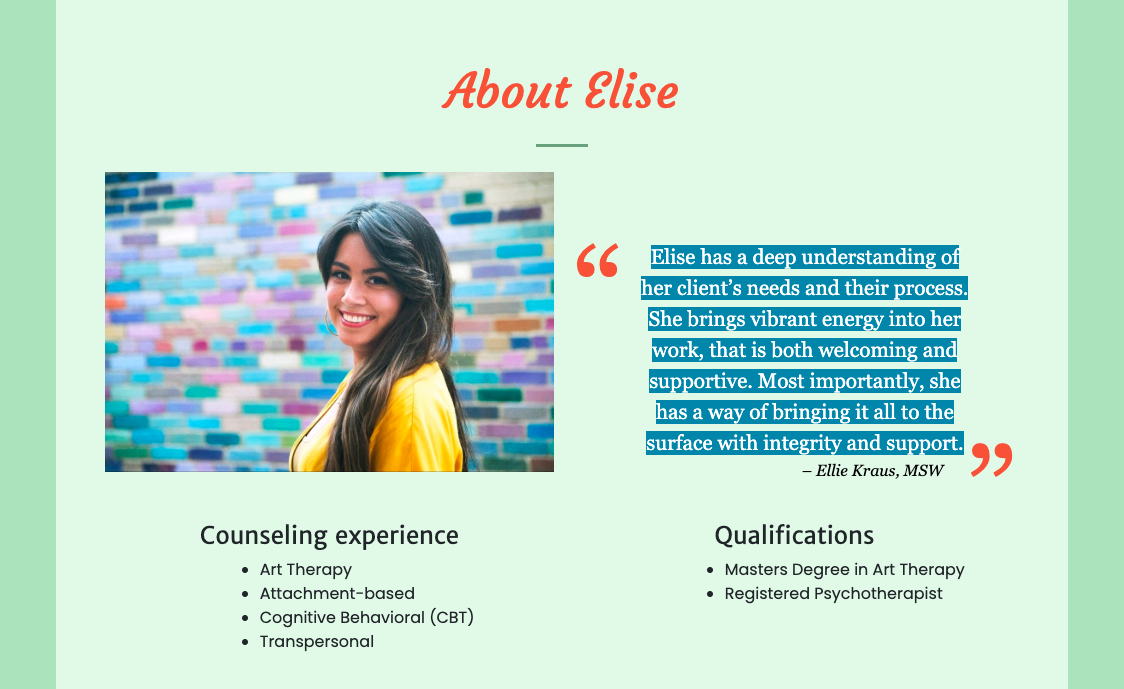 About Elise
“ Elise has a deep understanding of
her client’s needs and their process.
She brings vibrant energy into her
work, that is both welcoming and
supportive. Most importantly, she
has a way of bringing it all to the
surface with integrity and support. ”
– Ellie Kraus, MSW
Counseling experience
• Art Therapy
• Attachment-based
• Cognitive Behavioral (CBT)
• Transpersonal
Qualifications
• Masters Degree in Art Therapy
• Registered Psychotherapist